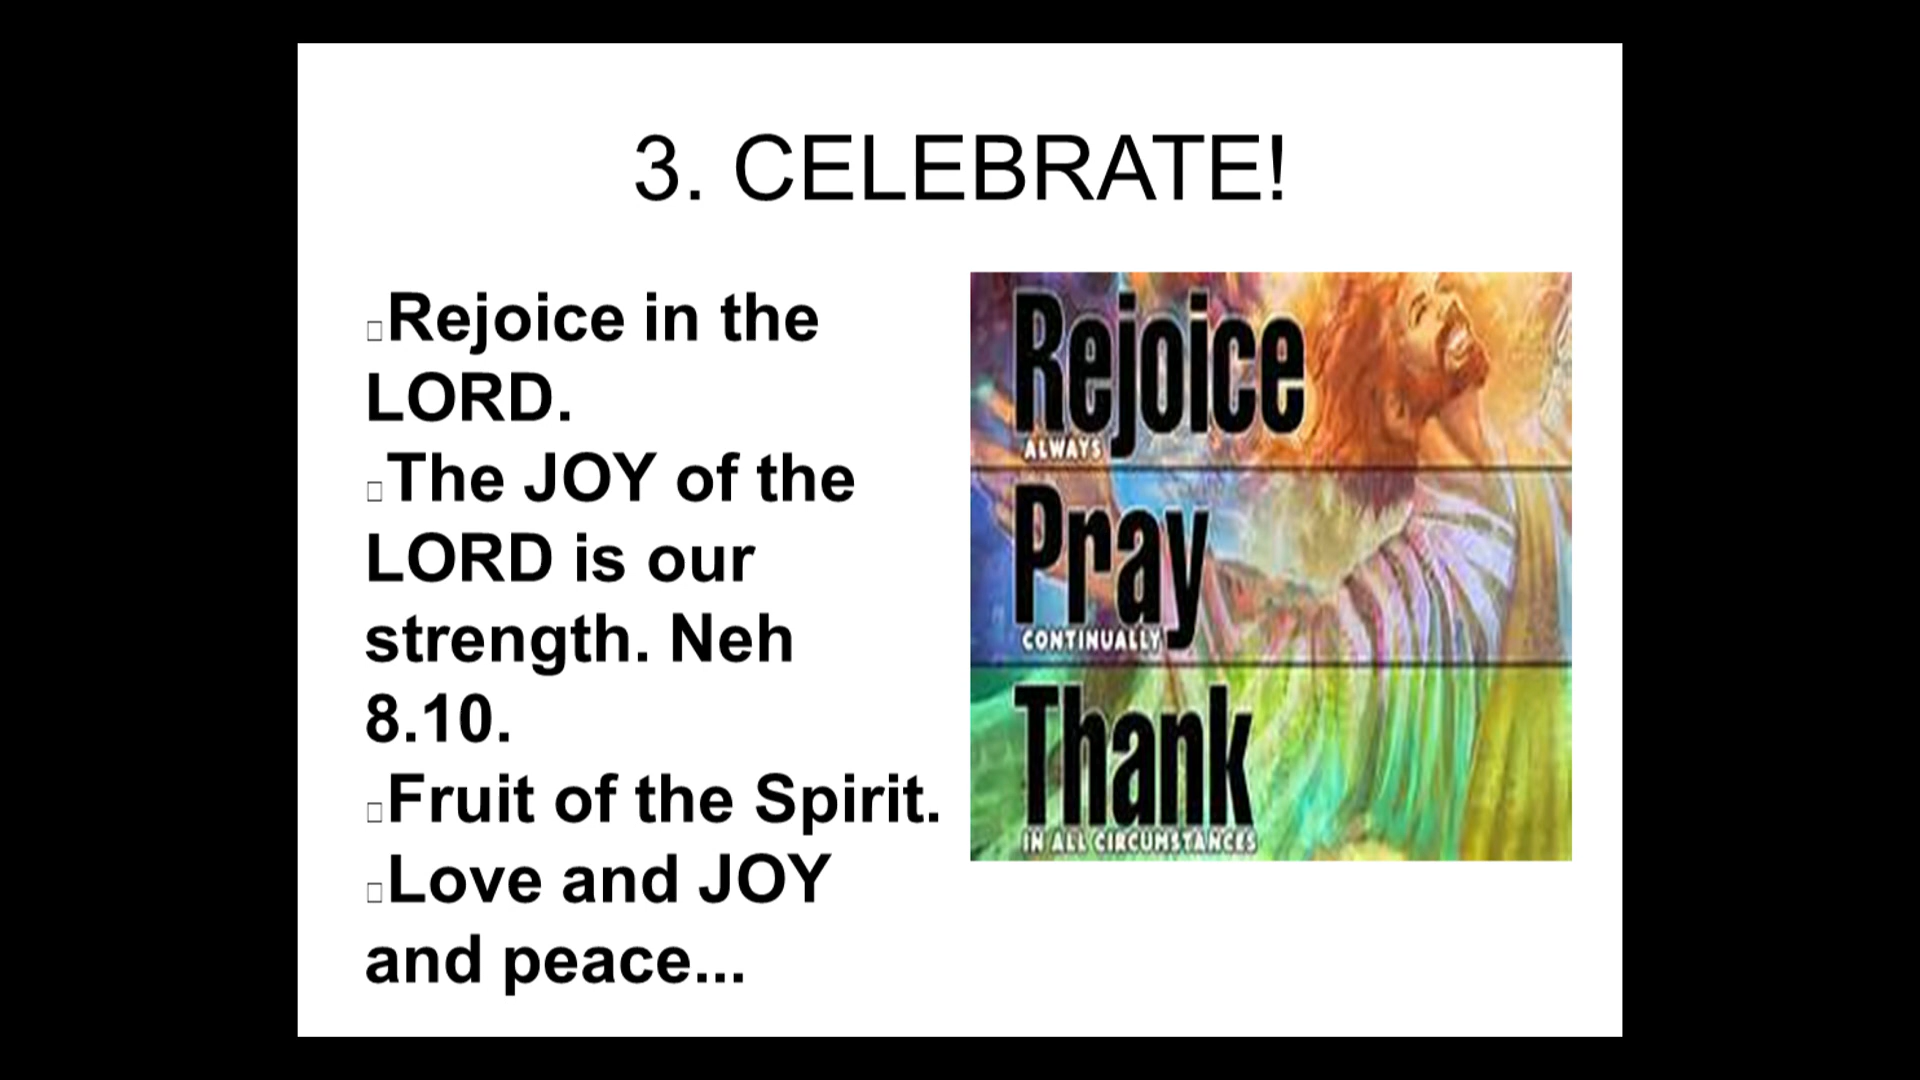 3. CELEBRATE!
Rejoice in the
LORD.
The JOY of the
LORD is our
strength. Neh
8.10.
Fruit of the Spirit.
Love and JOY
and peace...
Rejoice
ALWAYS
Pray
CONTINUALLY
Thank
IN ALL CIRCUMSTANCES